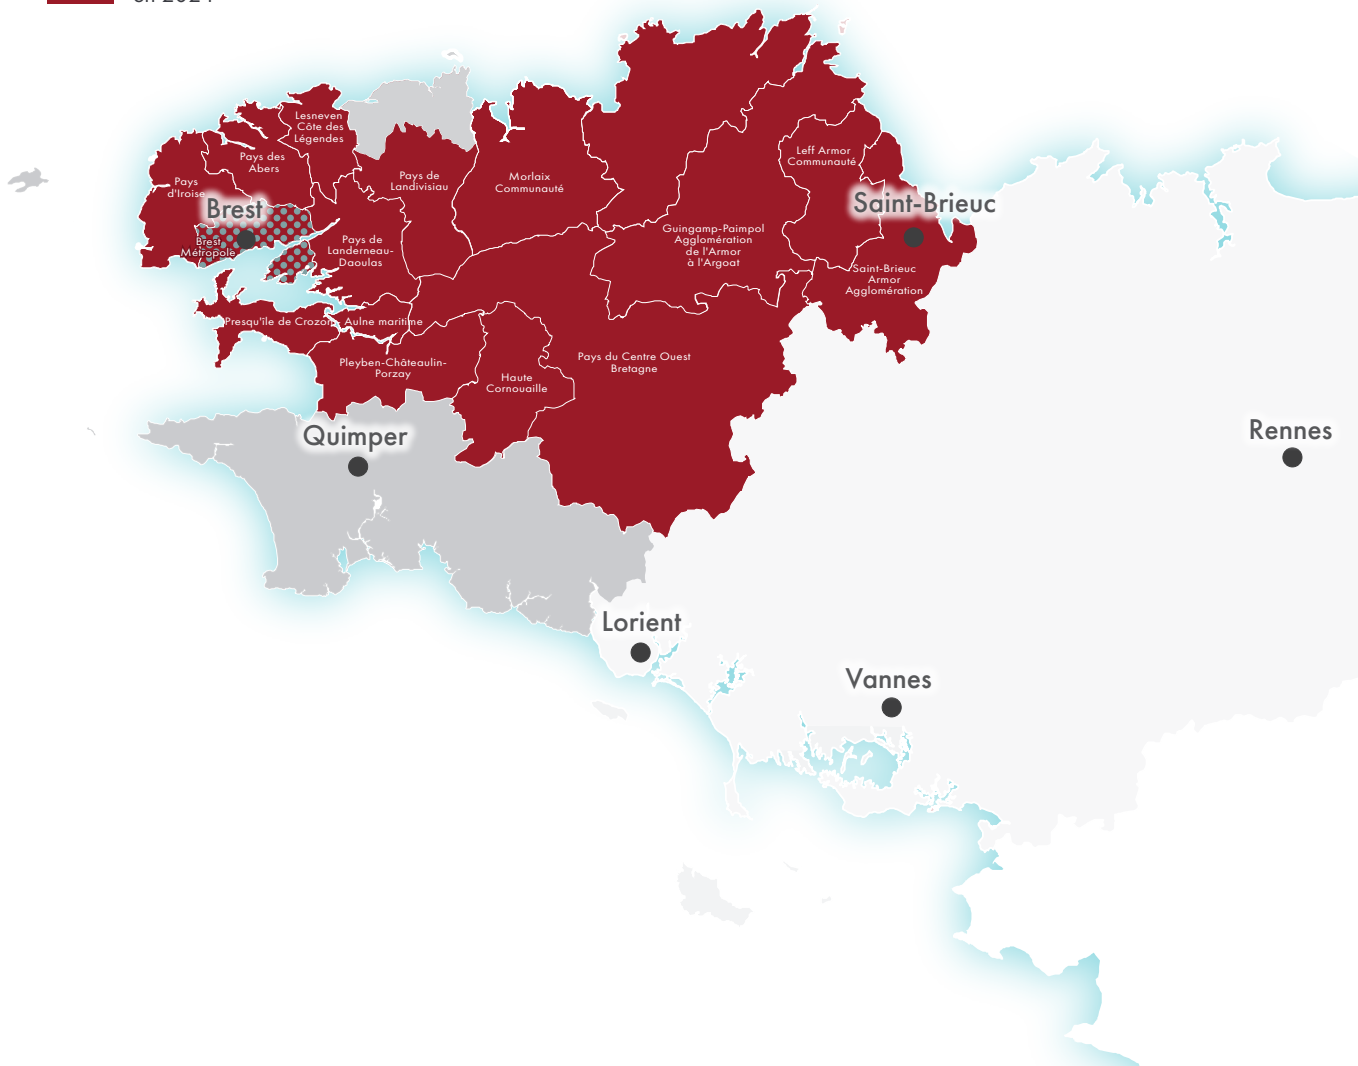 en 2024
Lesneven
Côte des
Légendes
Pays des
Abers
Pays
d'Iroise
Brest
Brest
Métropole
Pays de
Landivisiau
Morlaix
Communauté
Pays de
Landerneau-
Daoulas
Leff Armor
Communauté
Saint-Brieuc
Guingamp-Paimpol
Agglomération
de l'Armor
à l'Argoat
Saint-Brieuc
Armor
Agglomération
Presqu'île de Crozon - Aulne maritime
Pleyben-Châteaulin-
Porzay
Haute
Cornouaille
Pays du Centre Ouest
Bretagne
Quimper
Rennes
Lorient
Vannes